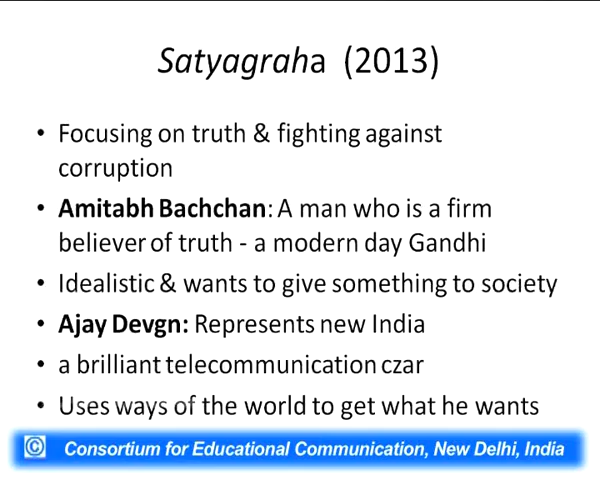 Satyagraha (2013)
• Focusing on truth & fighting against
corruption
• Amitabh Bachchan: A man who is a firm
believer of truth - a modern day Gandhi
• Idealistic & wants to give something to society
• Ajay Devgn: Represents new India
• a brilliant telecommunication czar
• Uses ways of the world to get what he wants
© Consortium for Educational Communication, New Delhi, India